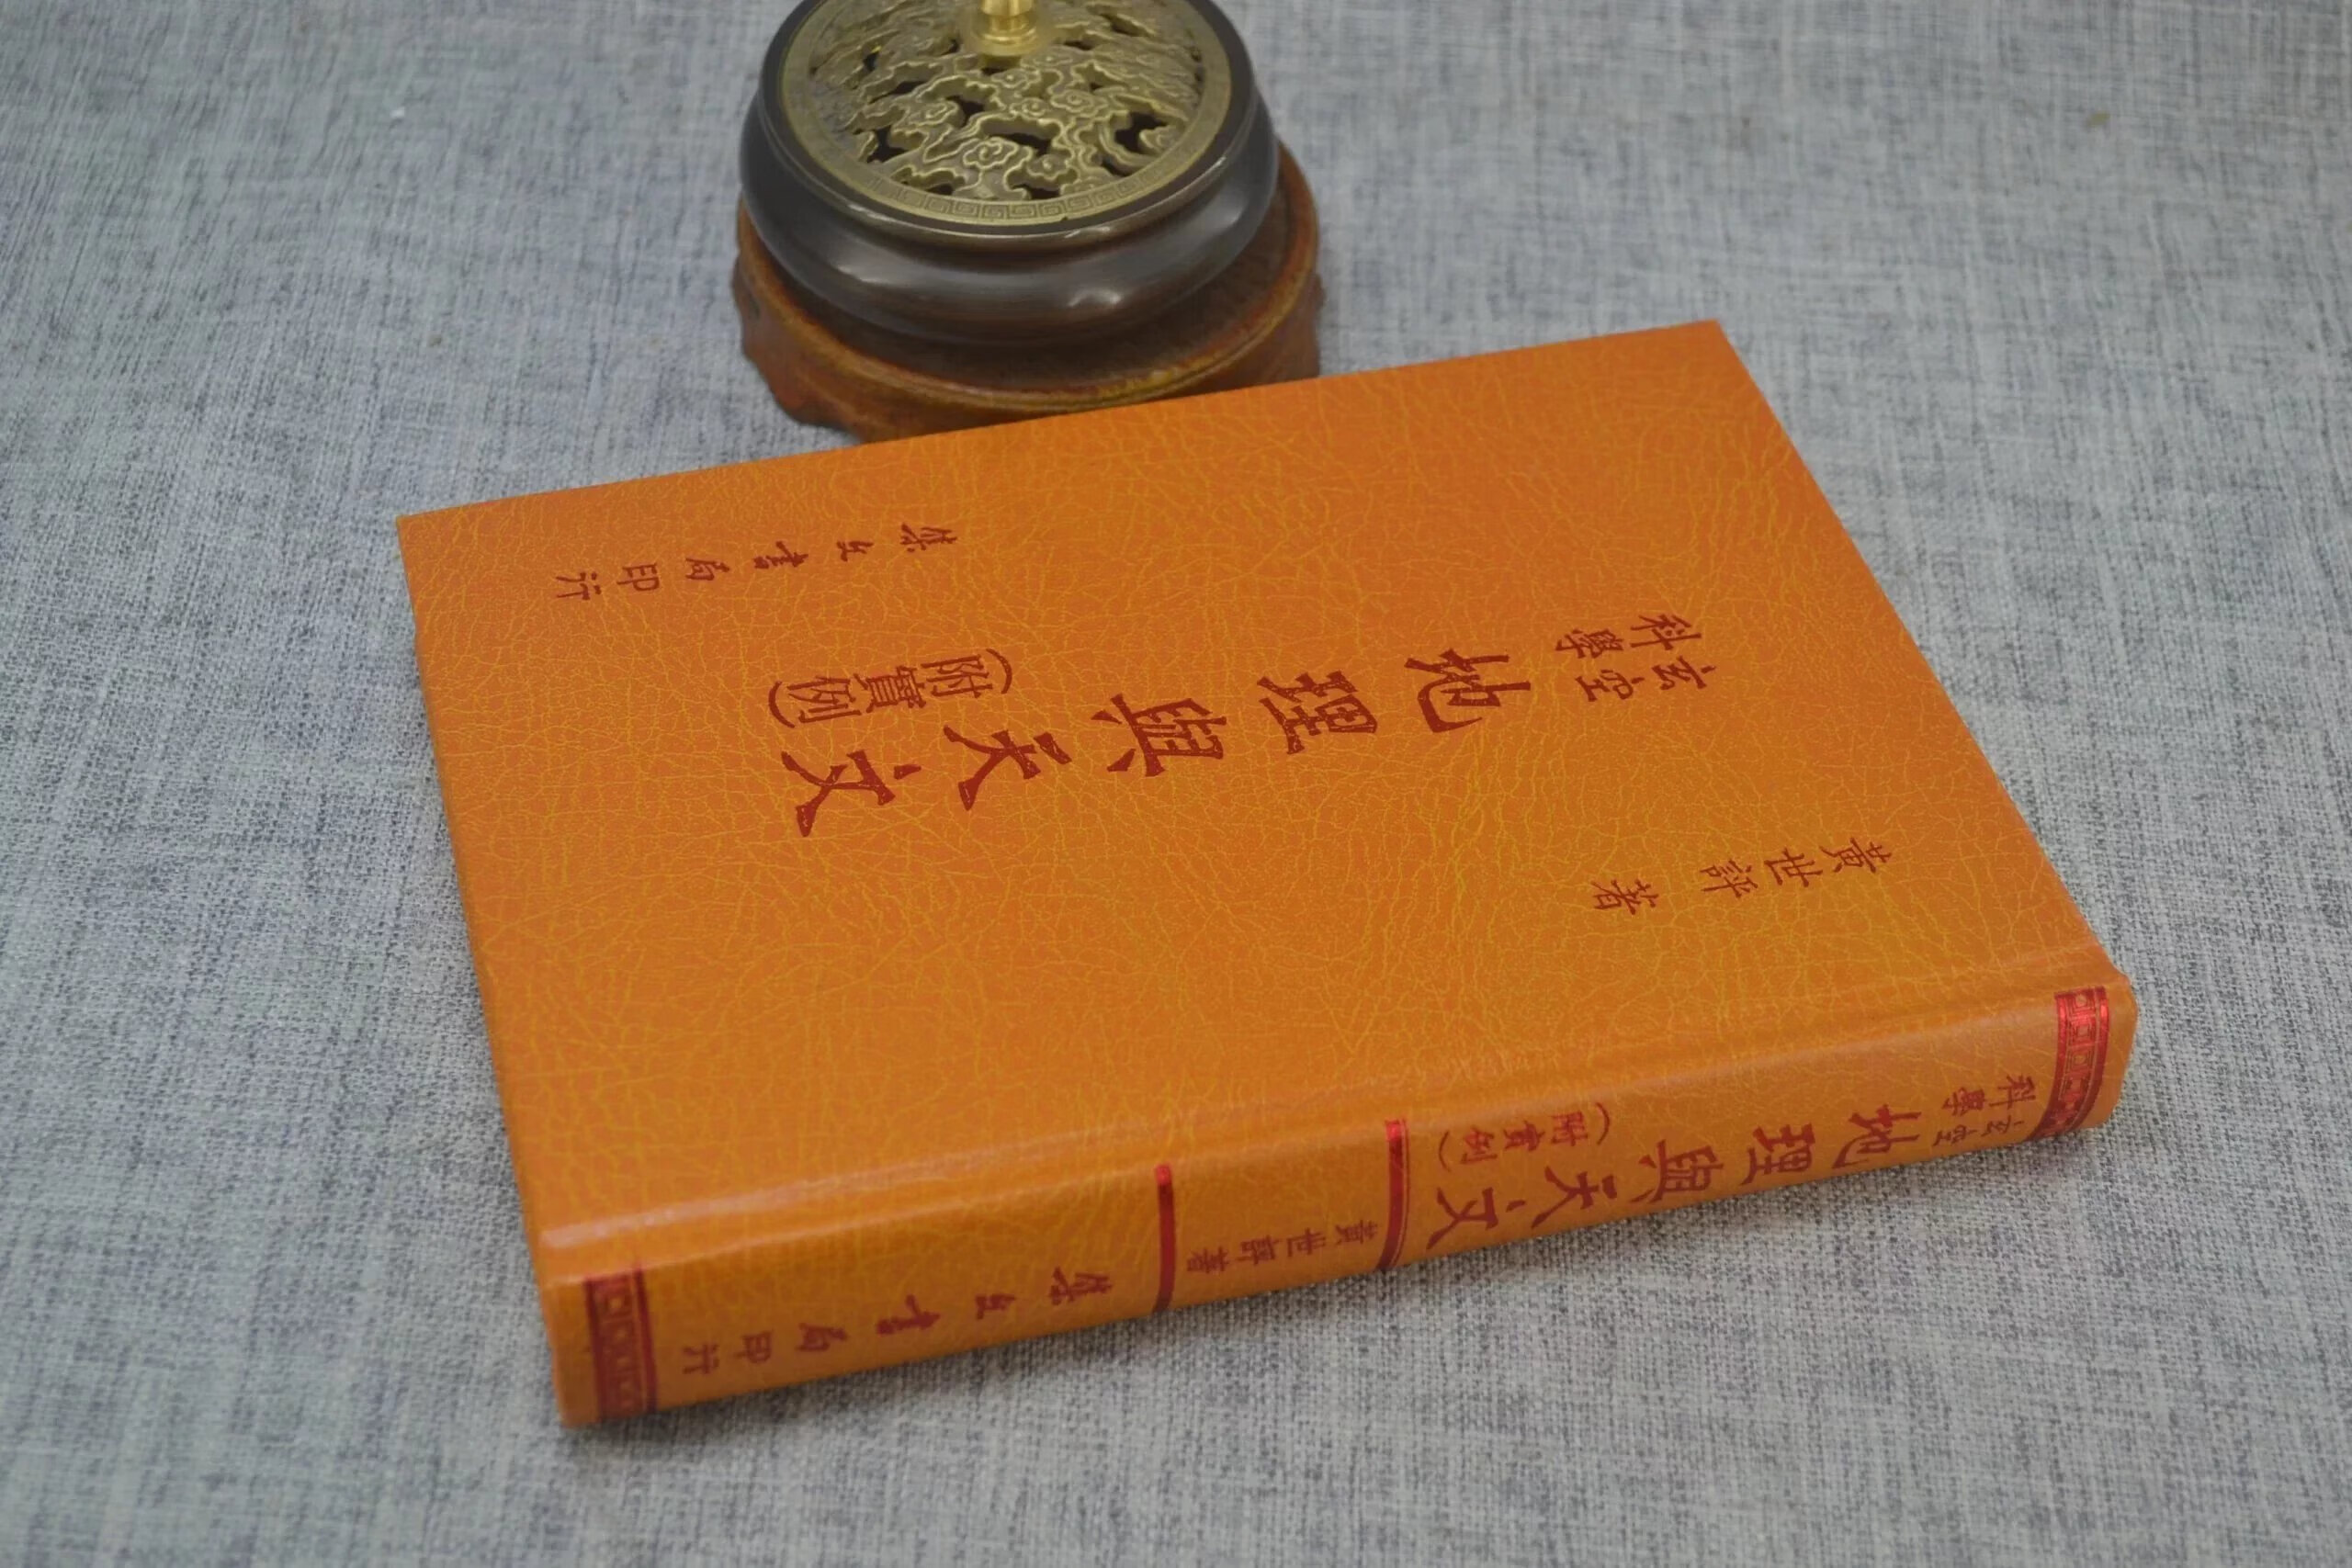 黃世評 著
玄空科學
地理與天文
(附實例)
集文書局印行
玄空科學
地理與天文
(附實例)
黃世評著
集文書局印行